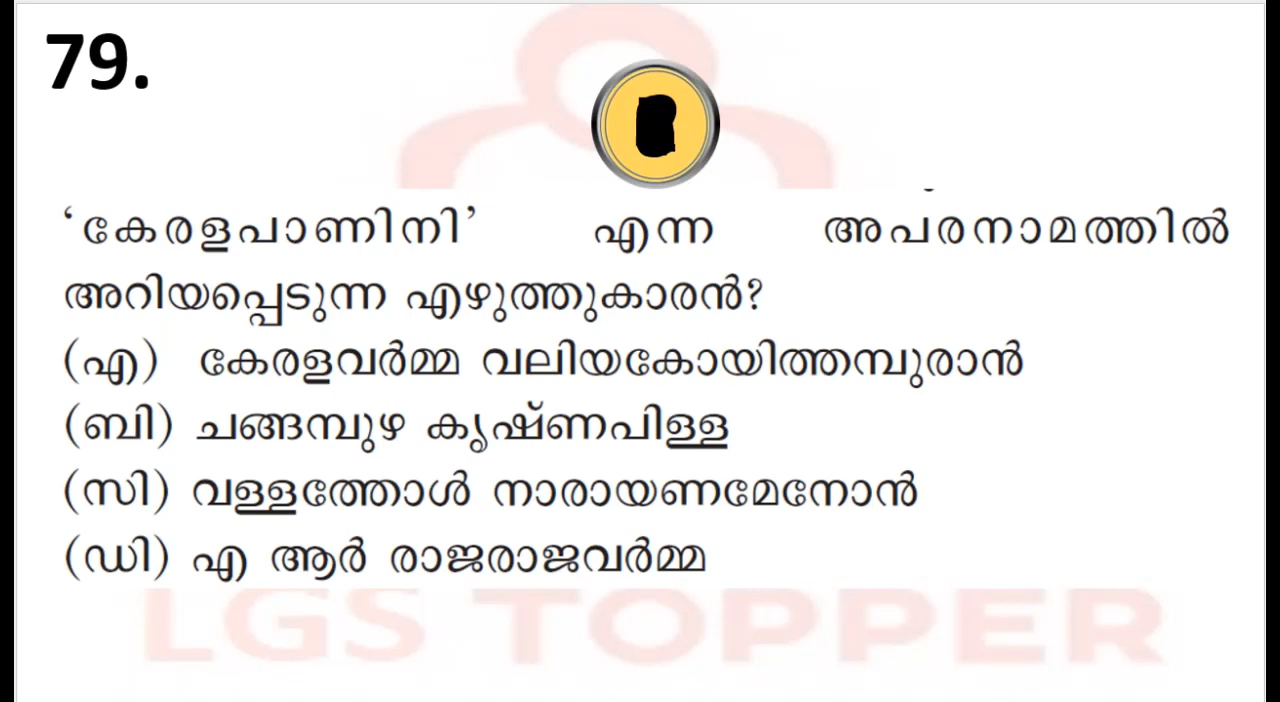 79.
‘കേരളപാണിനി’ എന്ന അപരനാമത്തിൽ
അറിയപ്പെടുന്ന എഴുത്തുകാരൻ?
(എ) കേരളവർമ്മ വലിയകോയിത്തമ്പുരാൻ
(ബി) ചങ്ങമ്പുഴ കൃഷ്ണപിള്ള
(സി) വള്ളത്തോൾ നാരായണമേനോൻ
(ഡി) എ ആർ രാജരാജവർമ്മ
LGS TOPPER